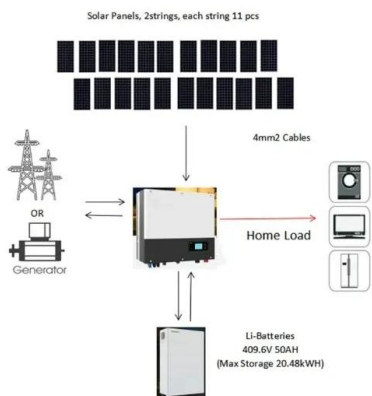 Solar Panels, 2strings, each string 11 pcs
4mm2 Cables
OR
Generator
Home Load
Li-Batteries
409.6V 50AH
(Max Storage 20.48kWH)